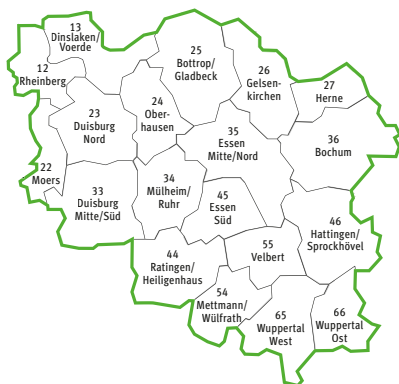 13
Dinslaken/
Voerde
12
Rheinberg
25
Bottrop/
Gladbeck
26
Gelsen-
kirchen
27
Herne
23
Duisburg
Nord
24
Ober-
hausen
35
Essen
Mitte/Nord
36
Bochum
22
Moers
33
Duisburg
Mitte/Süd
34
Mülheim/
Ruhr
45
Essen
Süd
46
Hattingen/
Sprockhövel
44
Ratingen/
Heiligenhaus
55
Velbert
54
Mettmann/
Wülfrath
65
Wuppertal
West
66
Wuppertal
Ost